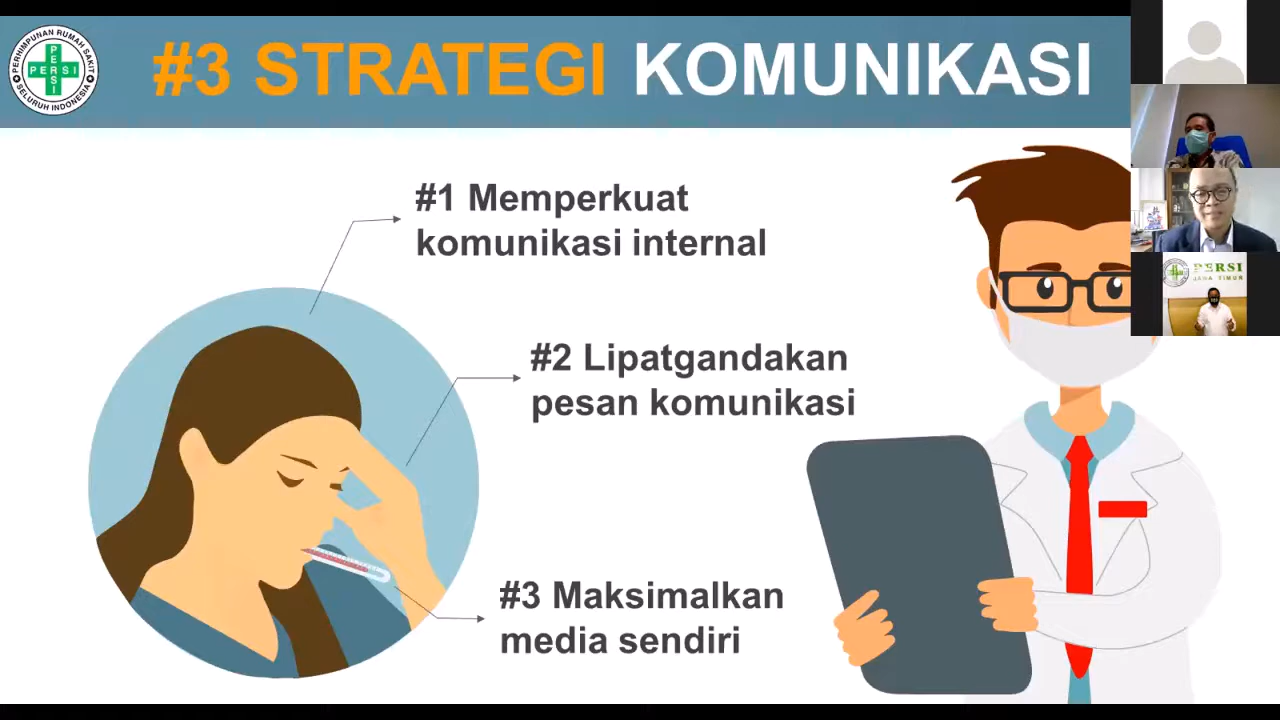 PERHIMPUNAN RUMAH SAKIT
PERSI
PERSI
SELURUH INDONESIA
#3 STRATEGI KOMUNIKASI
#1 Memperkuat
komunikasi internal
#2 Lipatgandakan
pesan komunikasi
#3 Maksimalkan
media sendiri
PERSI
JAWA TIMUR